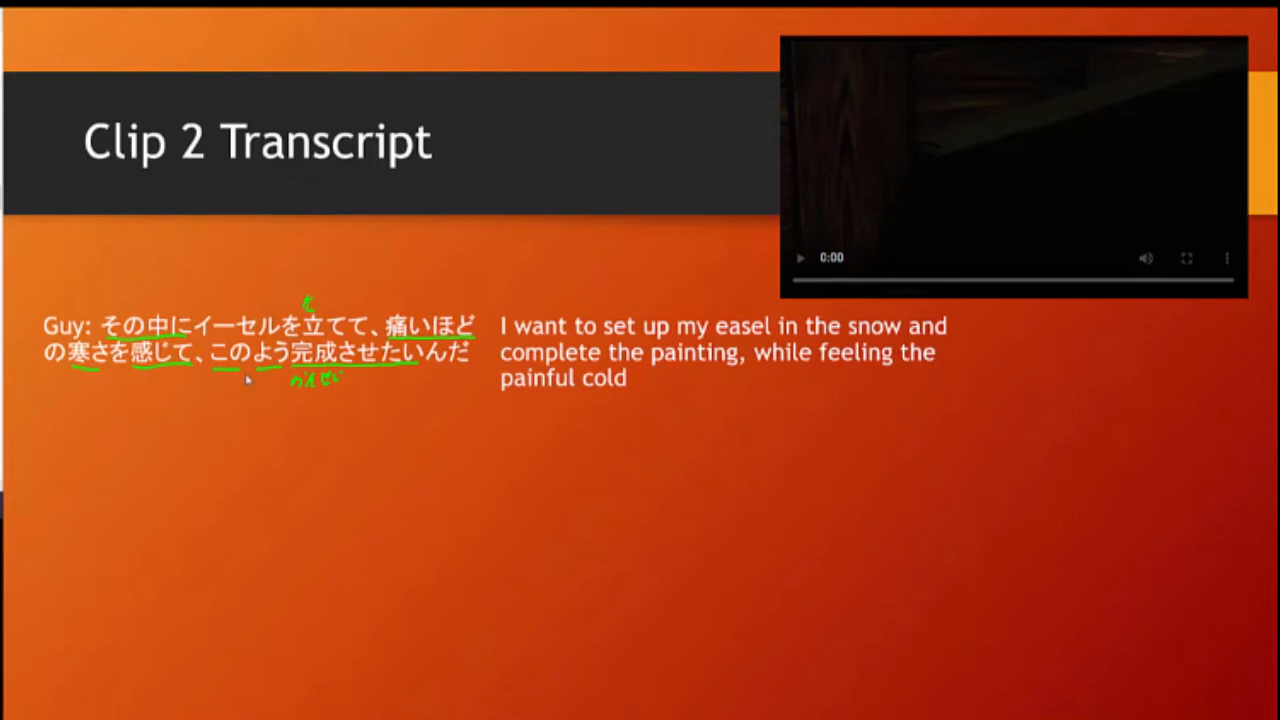 Clip 2 Transcript
0:00
た
Guy: その中にイーセルを立てて、痛いほど
の寒さを感じて、このよう完成させたいんだ
I want to set up my easel in the snow and
complete the painting, while feeling the
painful cold